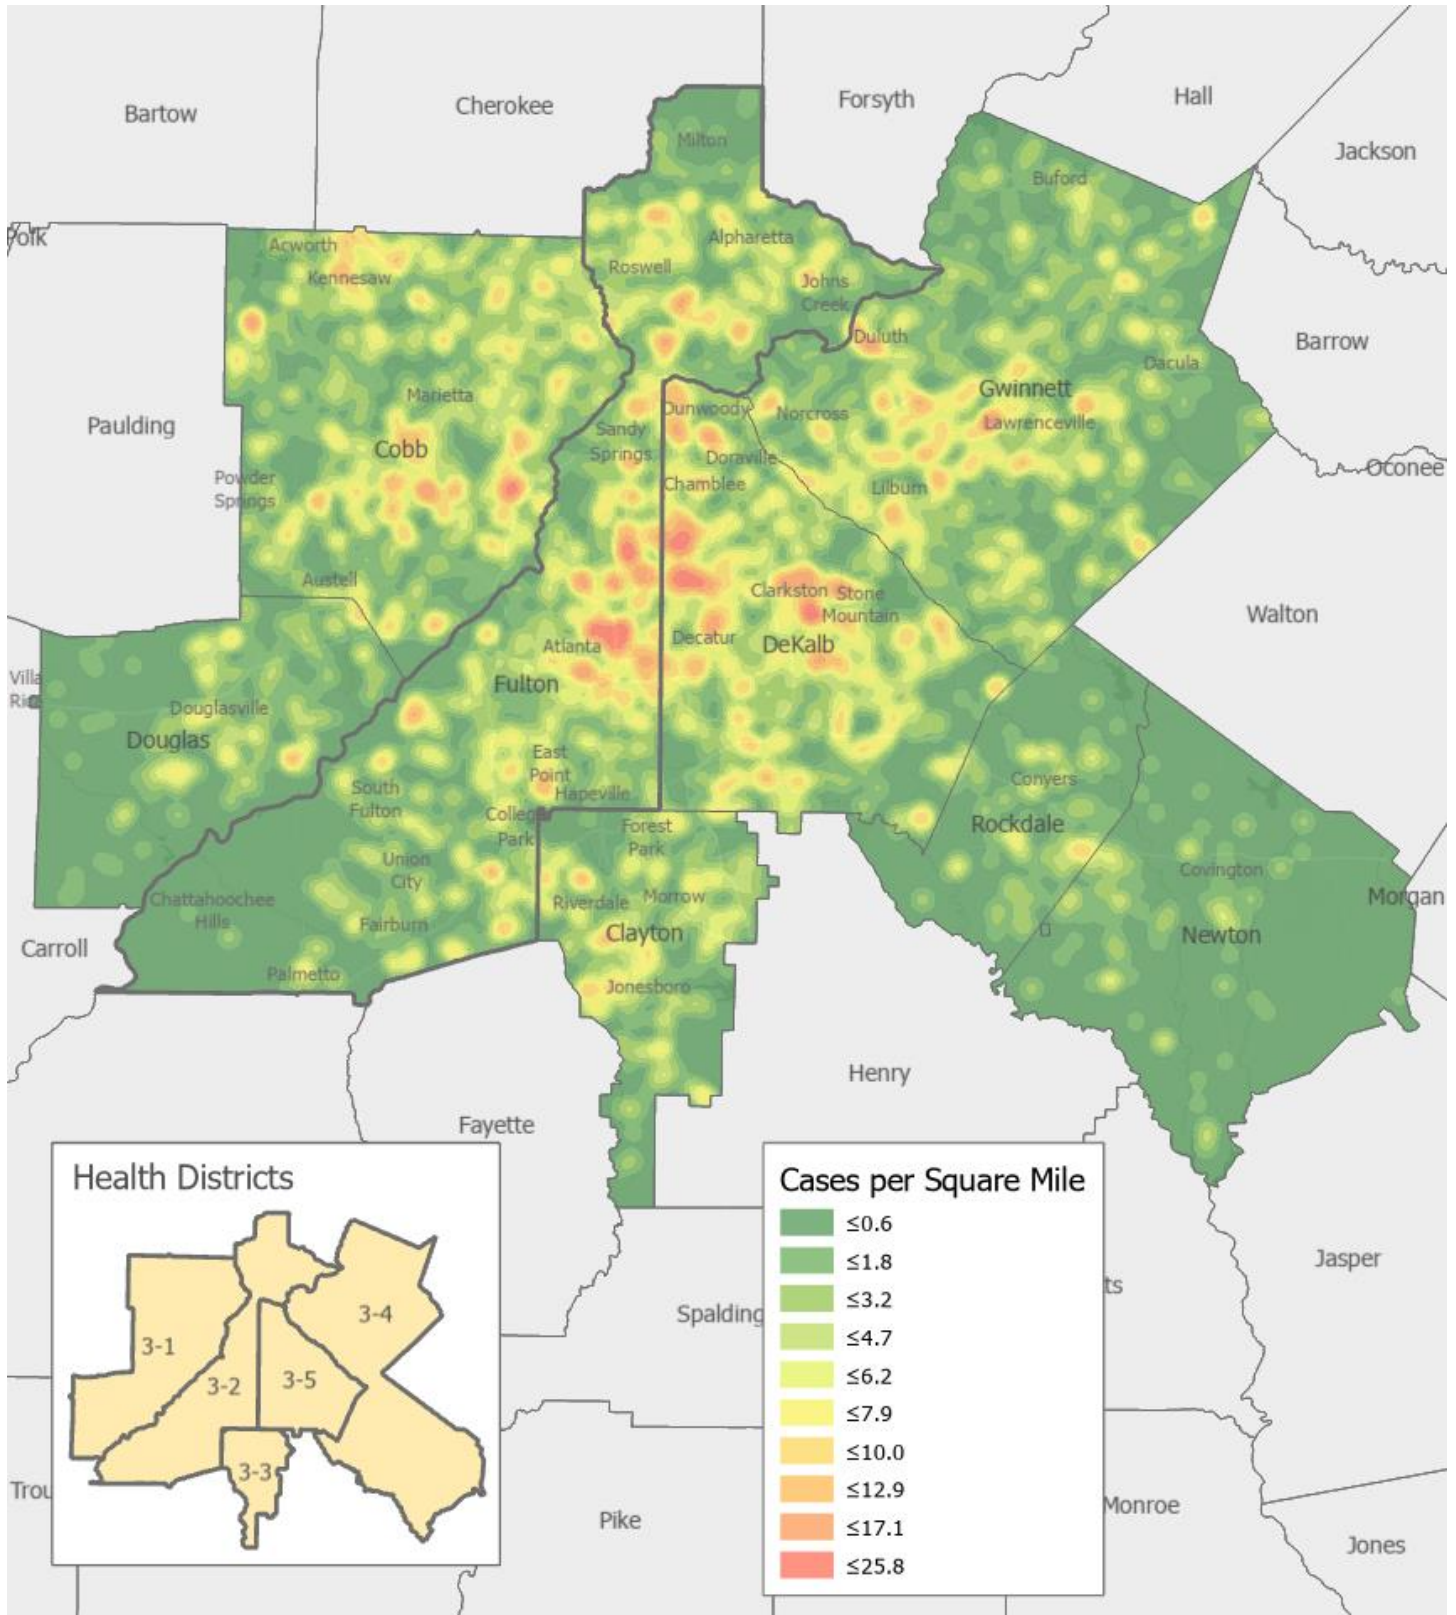 Bartow
Cherokee
Forsyth
Hall
Jackson
Milton
Buford
Polk
Acworth
Kennesaw
Alpharetta
Roswell
Johns
Creek
Duluth
Barrow
Dacula
Paulding
Marietta
Cobb
Gwinnett
Dunwoody
Norcross
Lawrenceville
Sandy
Springs
Doraville
Chamblee
Oconee
Powder
Springs
Lilburn
Austell
Clarkston
Stone
Mountain
Walton
Atlanta
Decatur
DeKalb
Fulton
Villa
Ric
Douglasville
Douglas
East
Point
Hapeville
South
Fulton
College
Park
Forest
Park
Conyers
Rockdale
Union
City
Covington
Chattahoochee
Hills
Fairburn
Riverdale
Morrow
Morgan
Clayton
Newton
Carroll
Palmetto
Jonesboro
Henry
Fayette
Health Districts
3-1
3-2
3-3
3-4
3-5
Cases per Square Mile
≤0.6
≤1.8
≤3.2
≤4.7
≤6.2
≤7.9
≤10.0
≤12.9
≤17.1
≤25.8
Jasper
Spalding
ts
Trou
Pike
Monroe
Jones